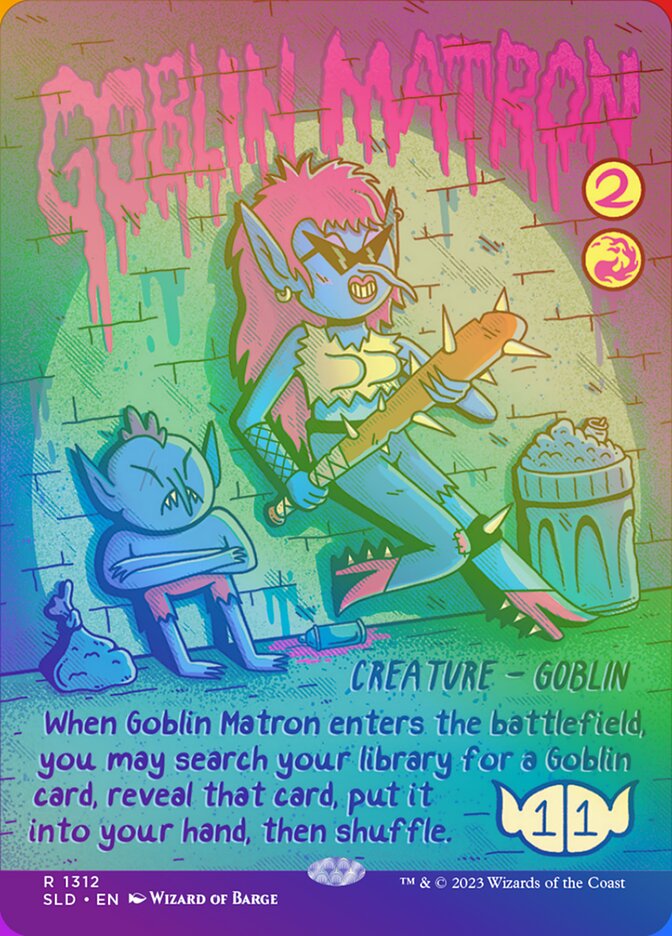 GOBLIN MATRON
2
CREATURE – GOBLIN
When Goblin Matron enters the battlefield,
you may search your library for a Goblin
card, reveal that card, put it
into your hand, then shuffle.
1 1
R 1312
SLD • EN Wizard of Barge
™ & © 2023 Wizards of the Coast